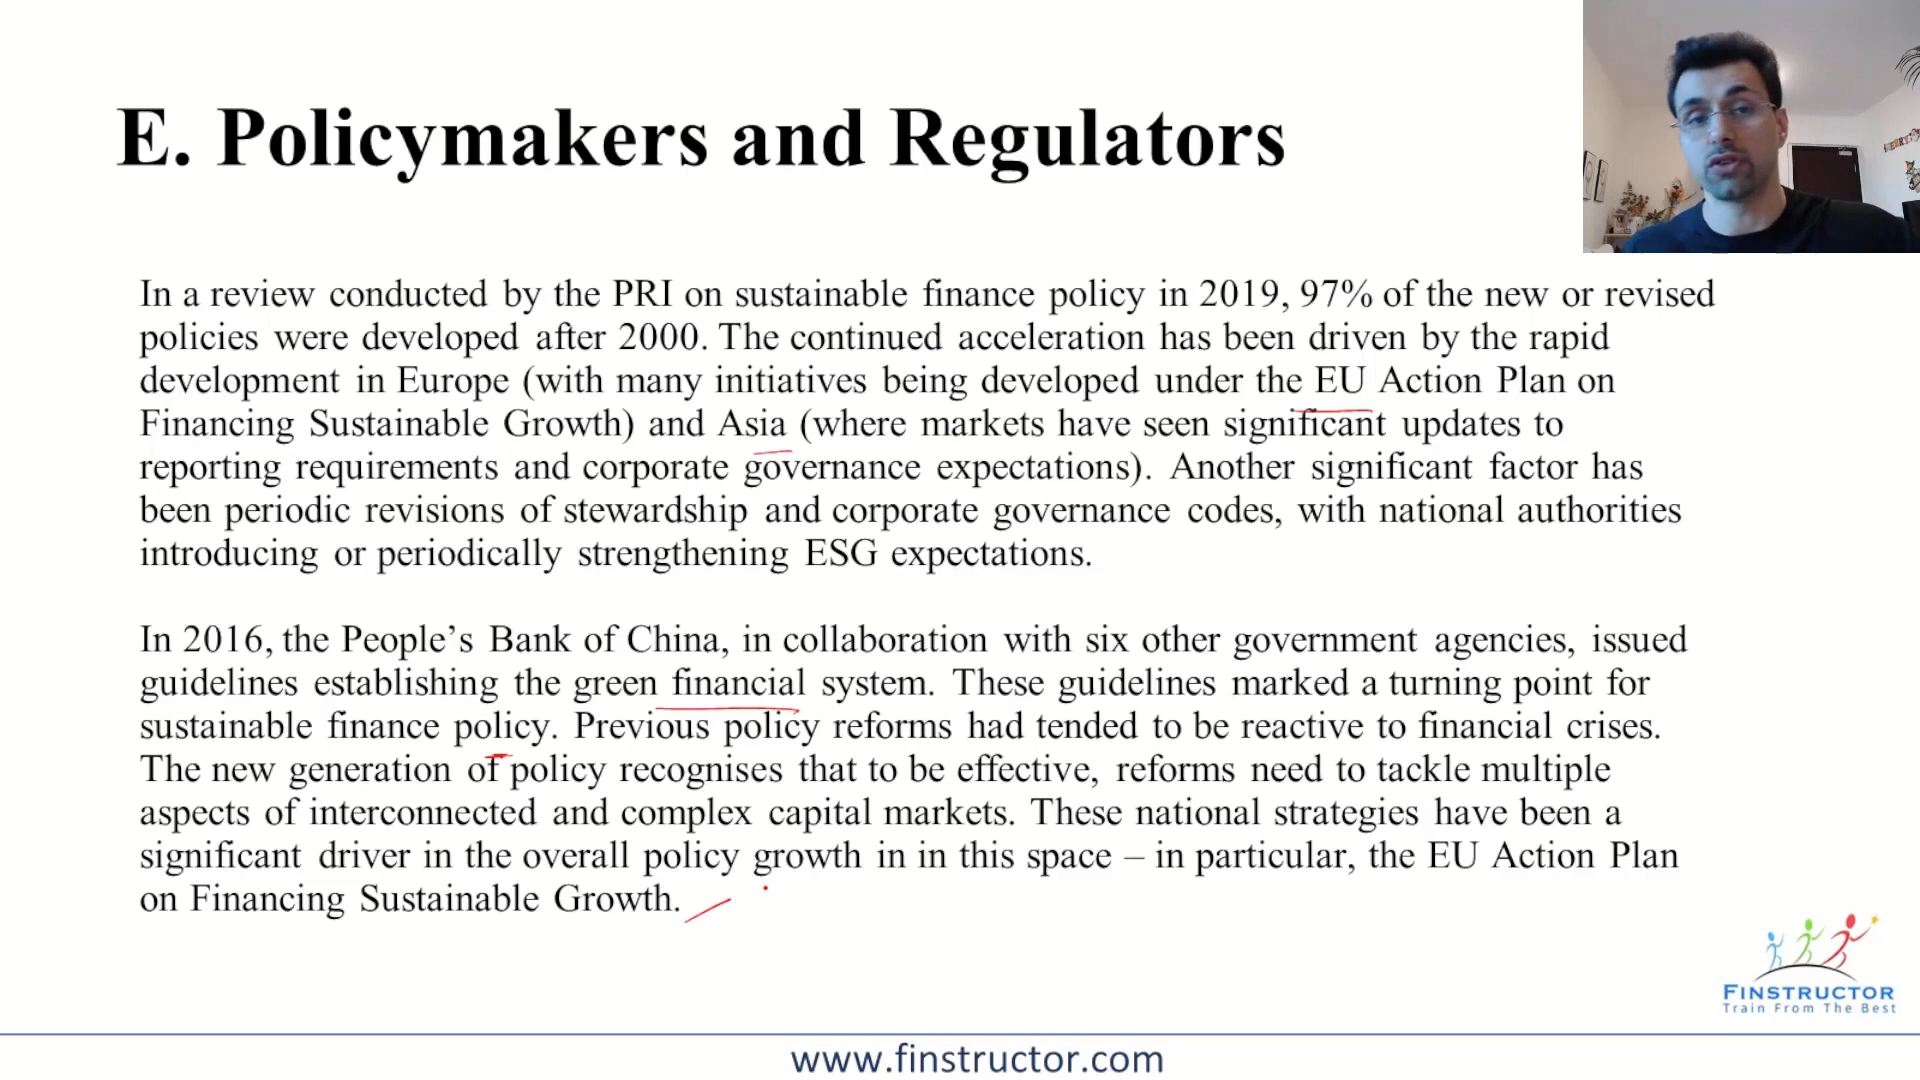 E. Policymakers and Regulators
In a review conducted by the PRI on sustainable finance policy in 2019, 97% of the new or revised
policies were developed after 2000. The continued acceleration has been driven by the rapid
development in Europe (with many initiatives being developed under the EU Action Plan on
Financing Sustainable Growth) and Asia (where markets have seen significant updates to
reporting requirements and corporate governance expectations). Another significant factor has
been periodic revisions of stewardship and corporate governance codes, with national authorities
introducing or periodically strengthening ESG expectations.
In 2016, the People’s Bank of China, in collaboration with six other government agencies, issued
guidelines establishing the green financial system. These guidelines marked a turning point for
sustainable finance policy. Previous policy reforms had tended to be reactive to financial crises.
The new generation of policy recognises that to be effective, reforms need to tackle multiple
aspects of interconnected and complex capital markets. These national strategies have been a
significant driver in the overall policy growth in in this space – in particular, the EU Action Plan
on Financing Sustainable Growth.
FINSTRUCTOR
Train From The Best
www.finstructor.com